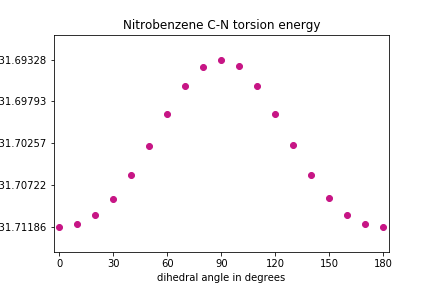 Nitrobenzene C-N torsion energy
31.69328
31.69793
31.70257
31.70722
31.71186
0 30 60 90 120 150 180
dihedral angle in degrees